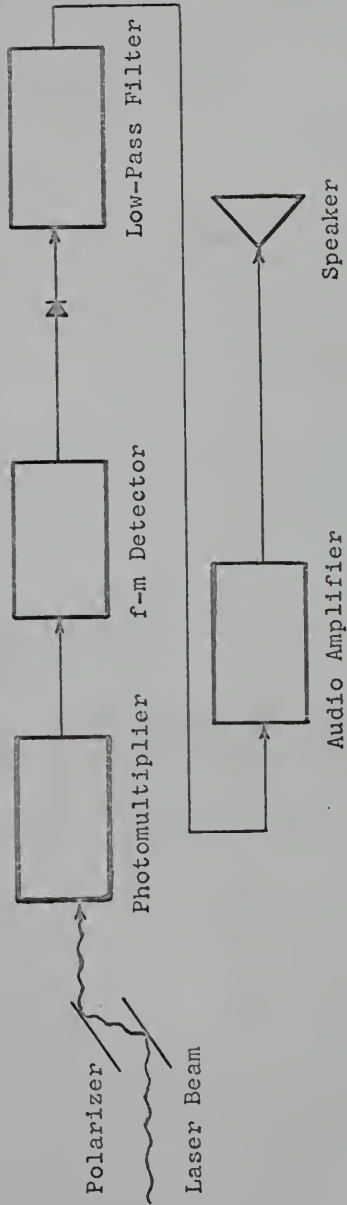 Polarizer
Laser Beam
Photomultiplier
f-m Detector
Low-Pass Filter
Audio Amplifier
Speaker